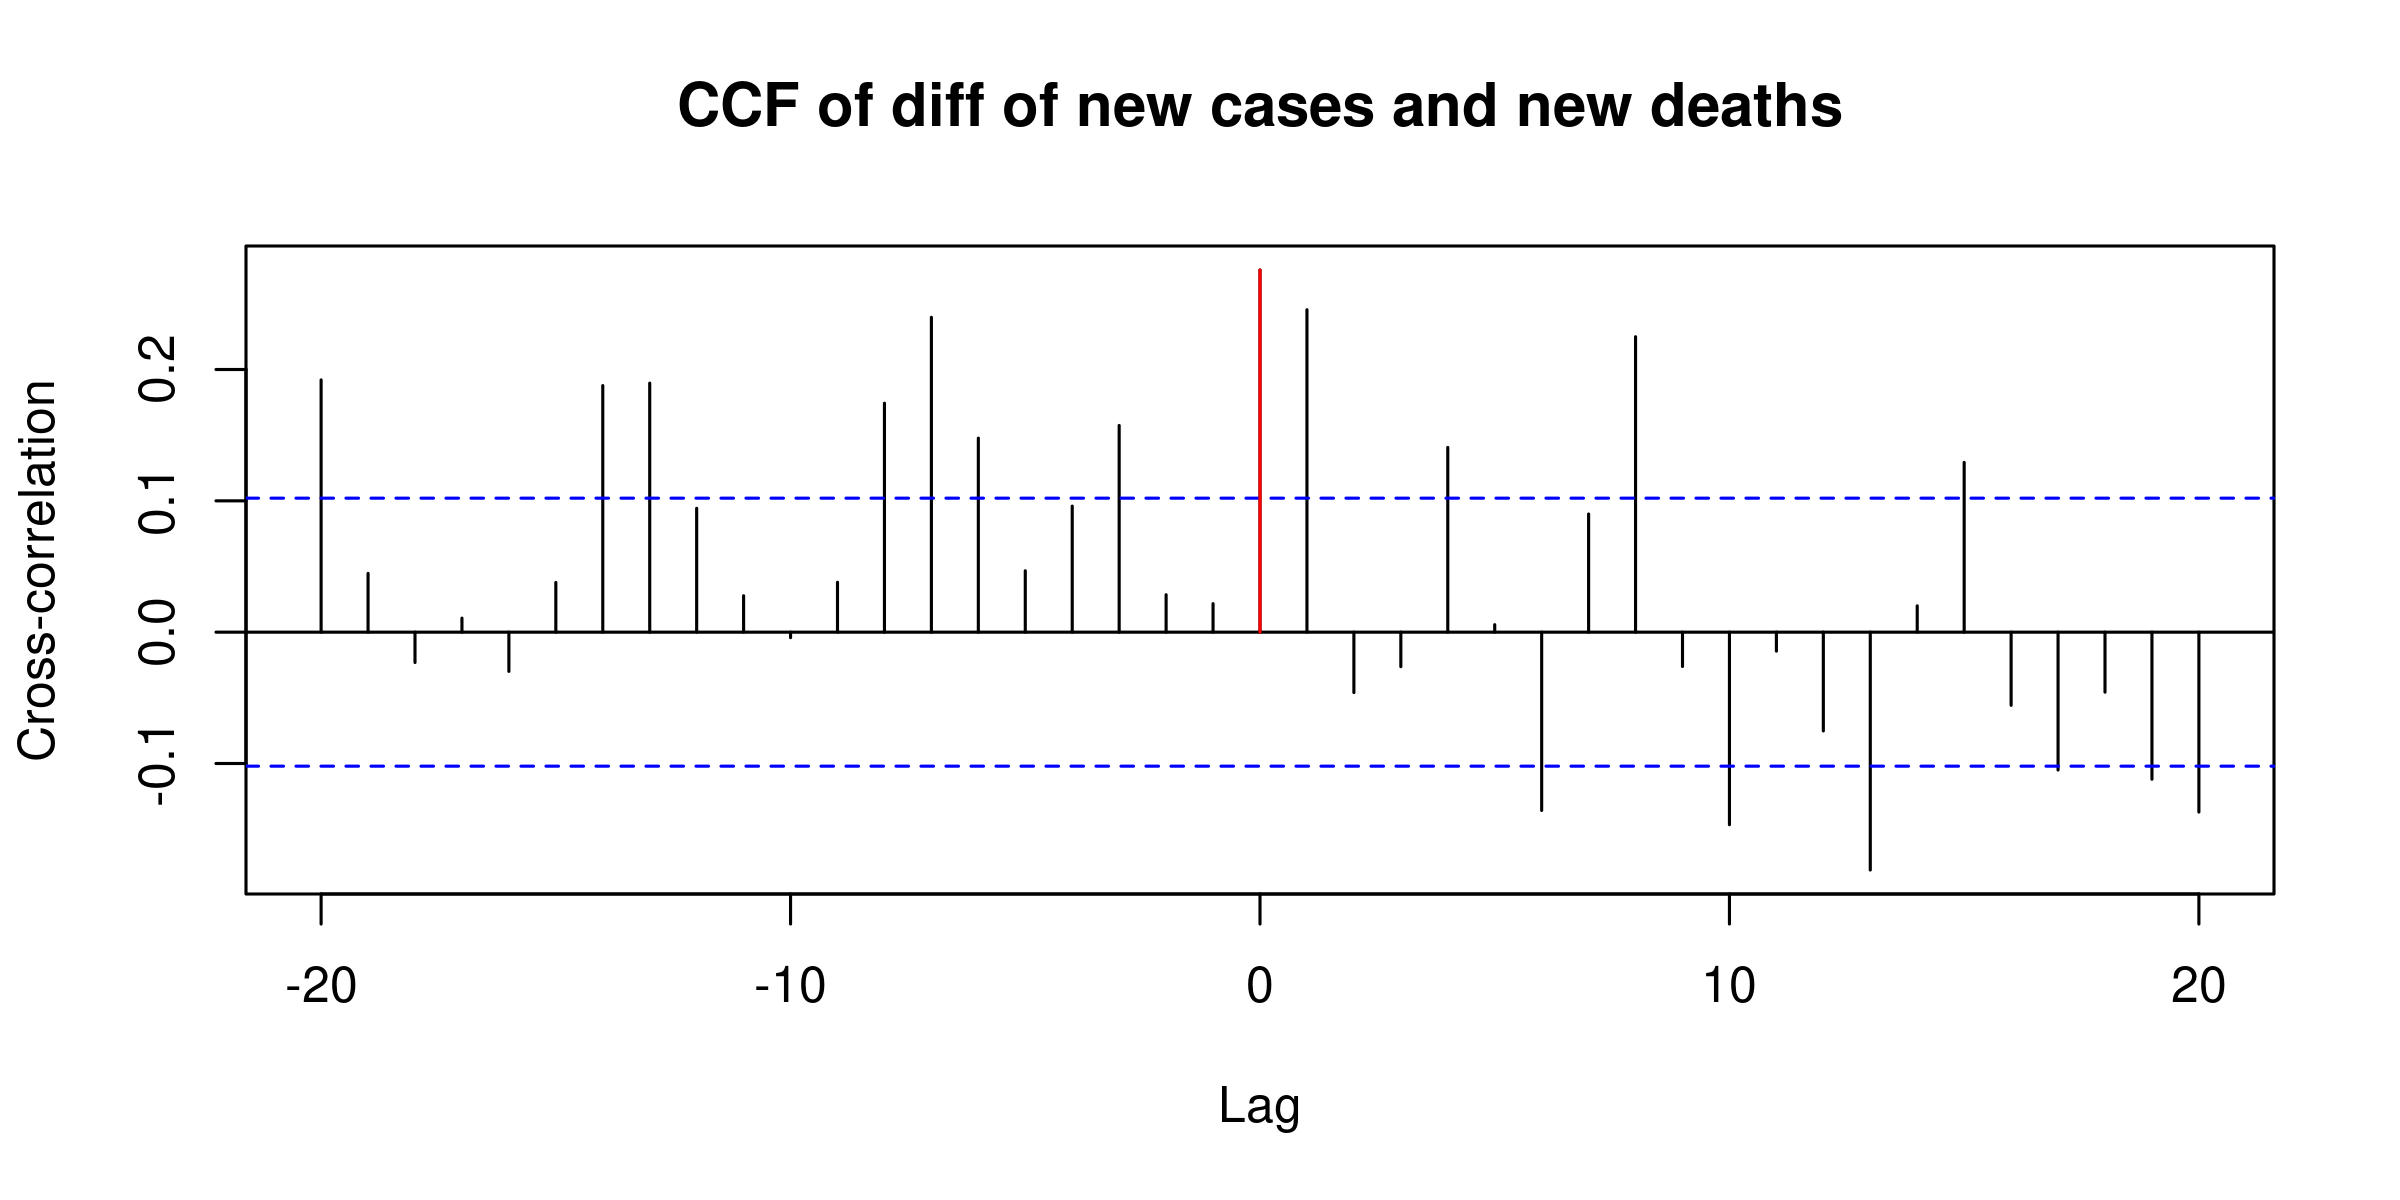 CCF of diff of new cases and new deaths
Cross-correlation
0.2
0.1
0.0
-0.1
-20 -10 0 10 20
Lag